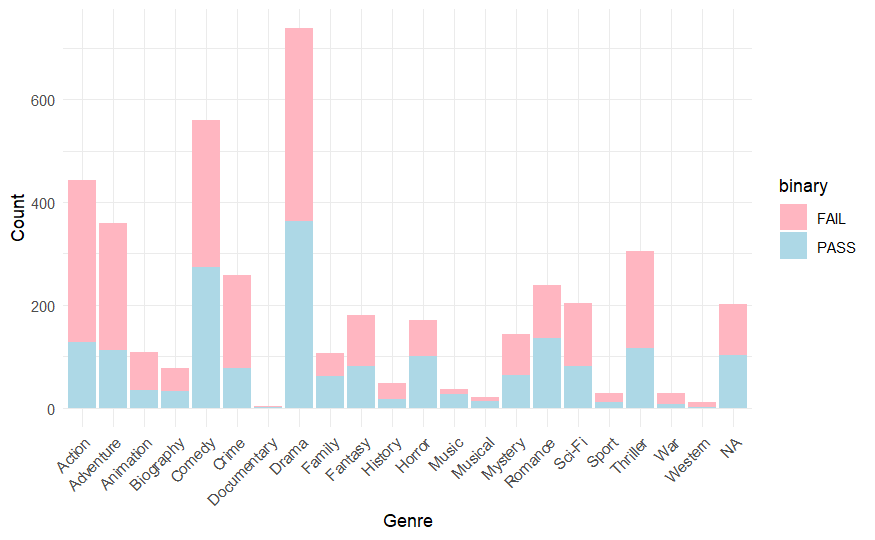 Count
600
400
200
0
Action
Adventure
Animation
Biography
Comedy
Crime
Documentary
Drama
Family
Fantasy
History
Horror
Music
Musical
Mystery
Romance
Sci-Fi
Sport
Thriller
War
Western
NA
Genre
binary
FAIL
PASS